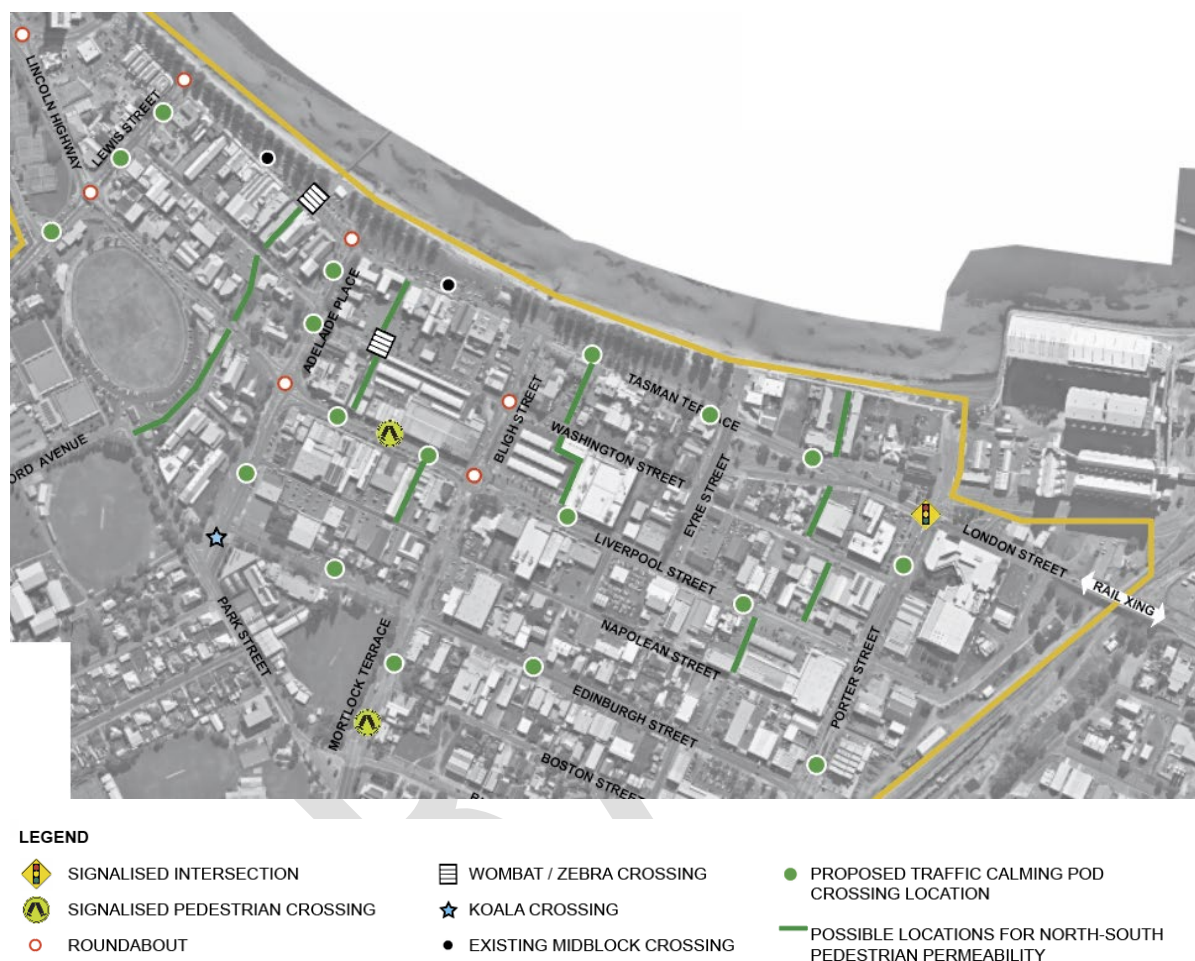 LINCOLN HIGHWAY
LEWIS STREET
ADELAIDE PLACE
TASMAN TERRACE
BLIGH STREET
WASHINGTON STREET
ORD AVENUE
EYRE STREET
LIVERPOOL STREET
LONDON STREET
RAIL XING
PARK STREET
NAPOLEAN STREET
MORTLOCK TERRACE
PORTER STREET
EDINBURGH STREET
BOSTON STREET
LEGEND
SIGNALISED INTERSECTION
SIGNALISED PEDESTRIAN CROSSING
ROUNDABOUT
WOMBAT / ZEBRA CROSSING
KOALA CROSSING
EXISTING MIDBLOCK CROSSING
PROPOSED TRAFFIC CALMING POD
CROSSING LOCATION
POSSIBLE LOCATIONS FOR NORTH-SOUTH
PEDESTRIAN PERMEABILITY